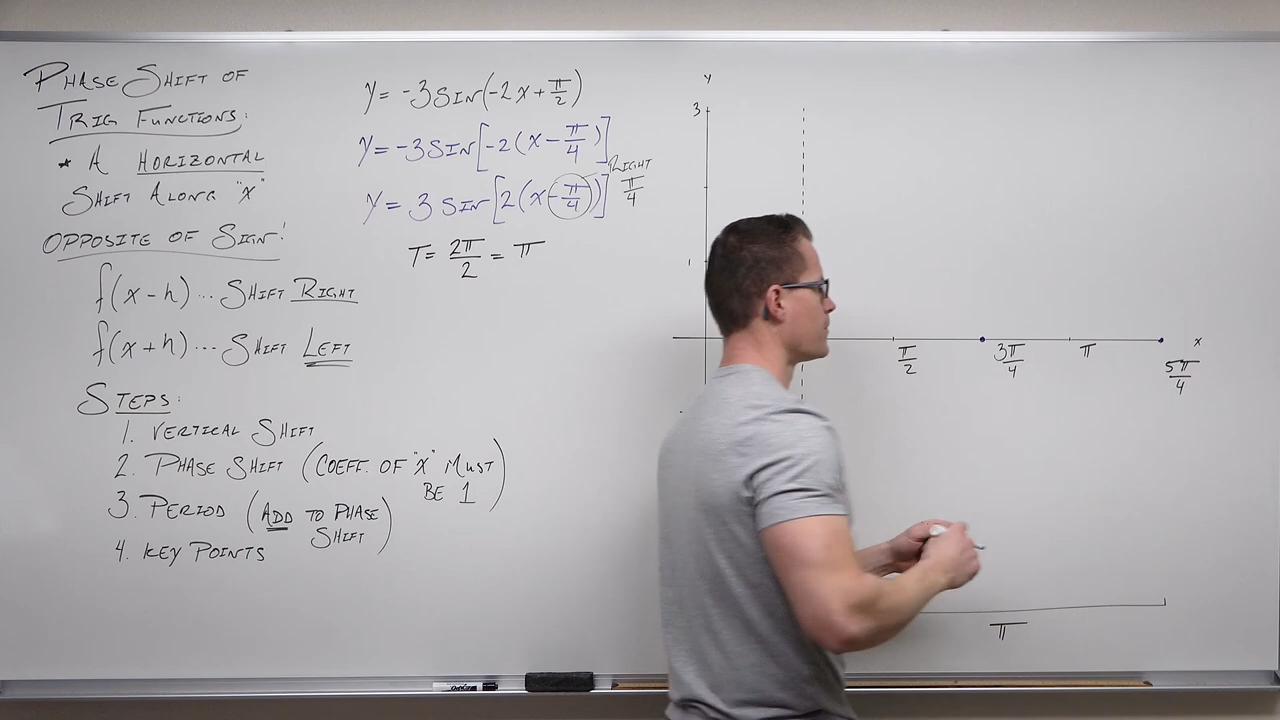 PHASE SHIFT OF
TRIG FUNCTIONS:
* A HORIZONTAL
SHIFT ALONG "X"
OPPOSITE OF SIGN!
f(x-h)... SHIFT RIGHT
f(x+h)... SHIFT LEFT
STEPS:
1. VERTICAL SHIFT
2. PHASE SHIFT (COEFF. OF "X" MUST
BE 1)
3. PERIOD (ADD TO PHASE
SHIFT)
4. KEY POINTS
y = -3 SIN(-2x + π/2)
y = -3 SIN[-2(x - π/4)]
y = 3 SIN[2(x - π/4)]
RIGHT
π/4
T = 2π/2 = π
y
3
1
π/2
3π/4
π
x
5π/4
π